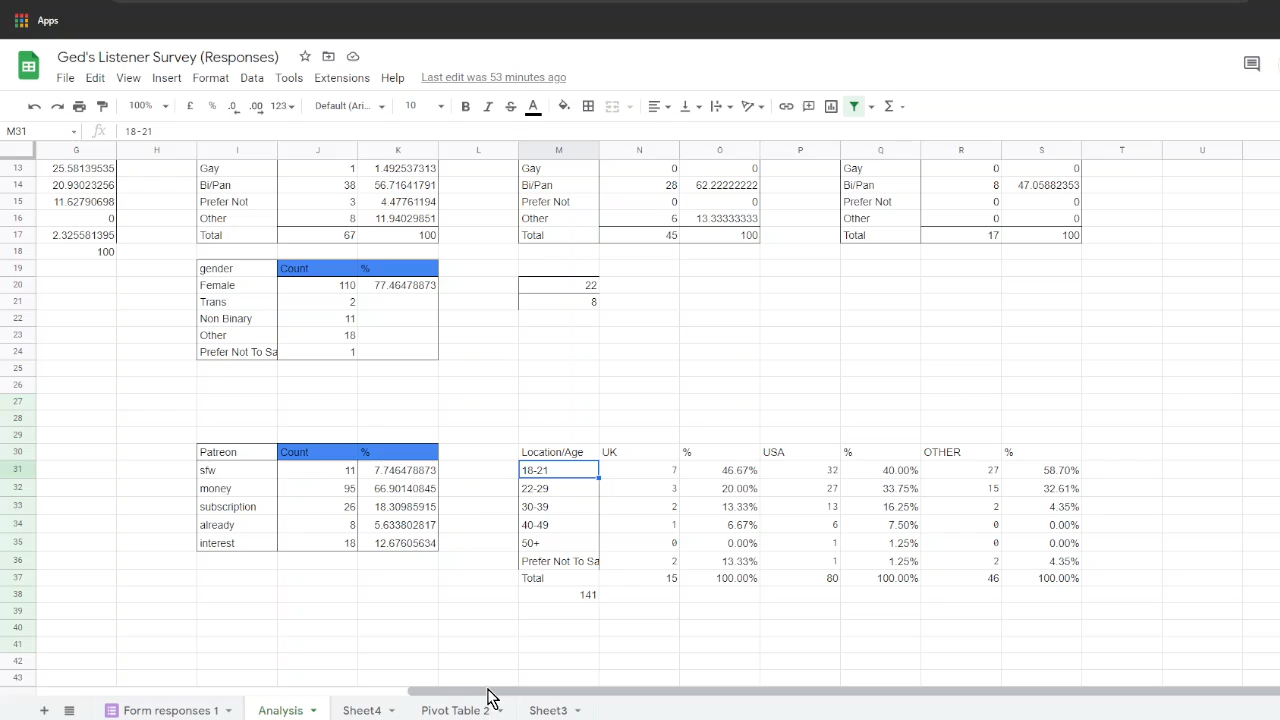 Apps
Ged's Listener Survey (Responses)
File Edit View Insert Format Data Tools Extensions Help Last edit was 53 minutes ago
100% £ % .0 .00 123 Default (Ari... 10 B I S A Σ
M31 fx 18-21
G H I J K L M N O P Q R S T U
13 25.58139535 Gay 1 1.492537313 Gay 0 0 Gay 0 0
14 20.93023256 Bi/Pan 38 56.71641791 Bi/Pan 28 62.22222222 Bi/Pan 8 47.05882353
15 11.62790698 Prefer Not 3 4.47761194 Prefer Not 0 0 Prefer Not 0 0
16 0 Other 8 11.94029851 Other 6 13.33333333 Other 0 0
17 2.325581395 Total 67 100 Total 45 100 Total 17 100
18 100
19 gender Count %
20 Female 110 77.46478873 22
21 Trans 2 8
22 Non Binary 11
23 Other 18
24 Prefer Not To Sa 1
25
26
27
28
29
30 Patreon Count % Location/Age UK % USA % OTHER %
31 sfw 11 7.746478873 18-21 7 46.67% 32 40.00% 27 58.70%
32 money 95 66.90140845 22-29 3 20.00% 27 33.75% 15 32.61%
33 subscription 26 18.30985915 30-39 2 13.33% 13 16.25% 2 4.35%
34 already 8 5.633802817 40-49 1 6.67% 6 7.50% 0 0.00%
35 interest 18 12.67605634 50+ 0 0.00% 1 1.25% 0 0.00%
36 Prefer Not To Sa 2 13.33% 1 1.25% 2 4.35%
37 Total 15 100.00% 80 100.00% 46 100.00%
38 141
39
40
41
42
43
+ Form responses 1 Analysis Sheet4 Pivot Table 2 Sheet3